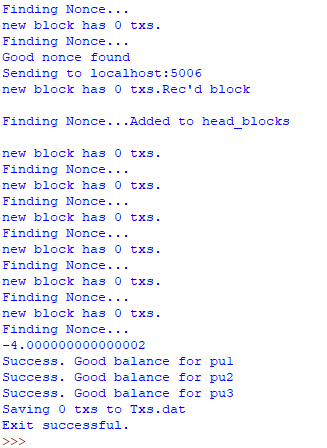 Finding Nonce...
new block has 0 txs.
Finding Nonce...
Good nonce found
Sending to localhost:5006
new block has 0 txs.Rec'd block
Finding Nonce...Added to head_blocks
new block has 0 txs.
Finding Nonce...
new block has 0 txs.
Finding Nonce...
new block has 0 txs.
Finding Nonce...
new block has 0 txs.
Finding Nonce...
new block has 0 txs.
Finding Nonce...
new block has 0 txs.
Finding Nonce...
-4.000000000000002
Success. Good balance for pu1
Success. Good balance for pu2
Success. Good balance for pu3
Saving 0 txs to Txs.dat
Exit successful.
>>>